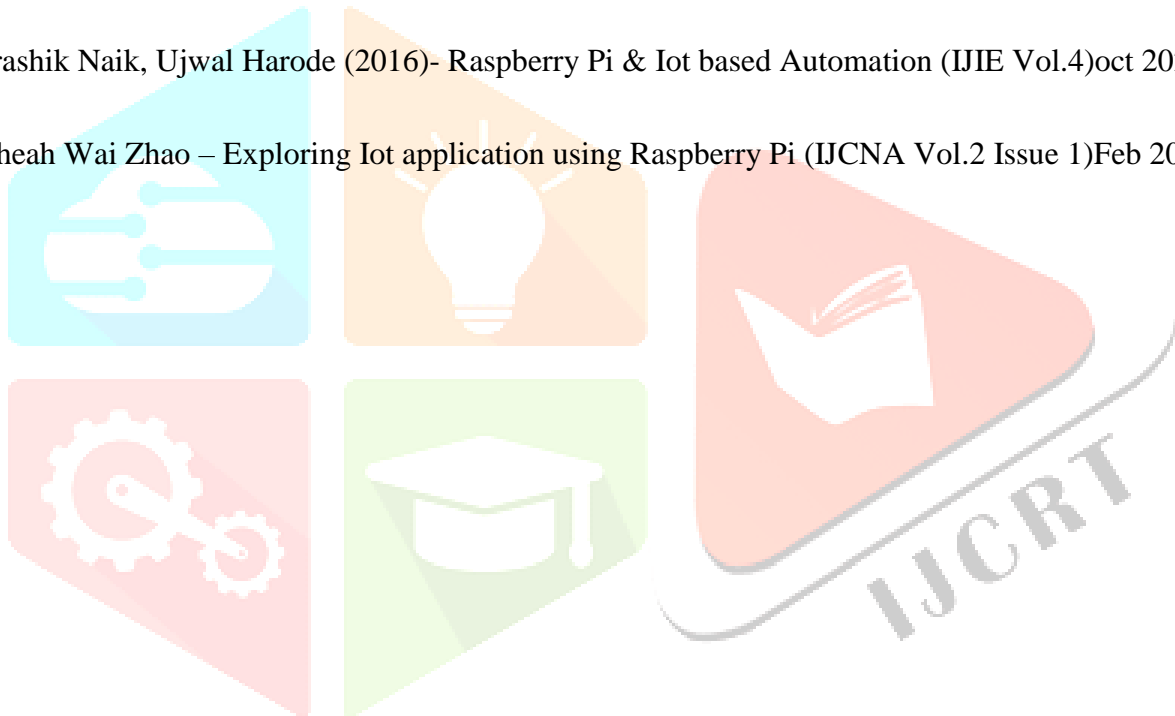 rashik Naik, Ujwal Harode (2016)- Raspberry Pi & Iot based Automation (IJIE Vol.4)oct 20
heah Wai Zhao – Exploring Iot application using Raspberry Pi (IJCNA Vol.2 Issue 1)Feb 20
IJCRT